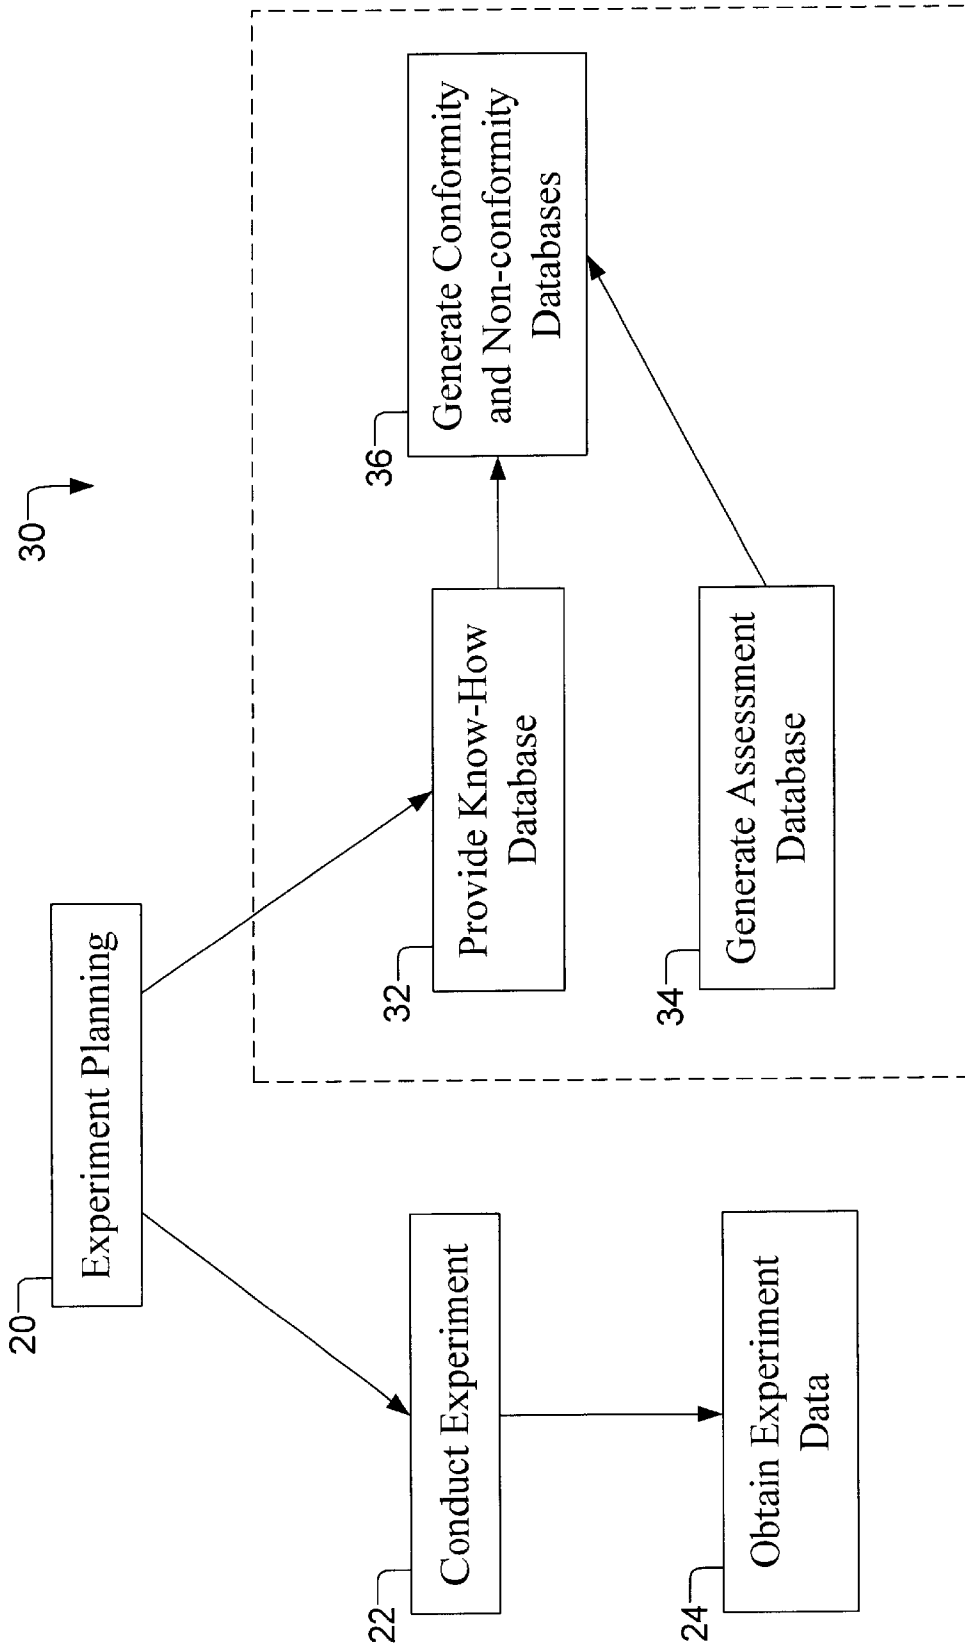 30
20
Experiment Planning
22
Conduct Experiment
24
Obtain Experiment
Data
32
Provide Know-How
Database
34
Generate Assessment
Database
36
Generate Conformity
and Non-conformity
Databases